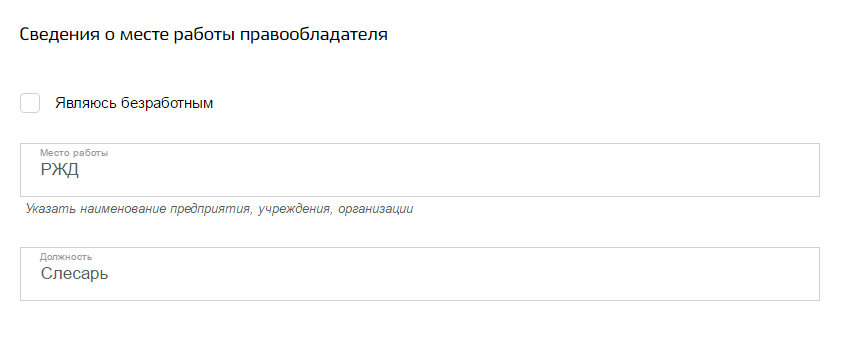 Сведения о месте работы правообладателя
Являюсь безработным
Место работы
РЖД
Указать наименование предприятия, учреждения, организации
Должность
Слесарь